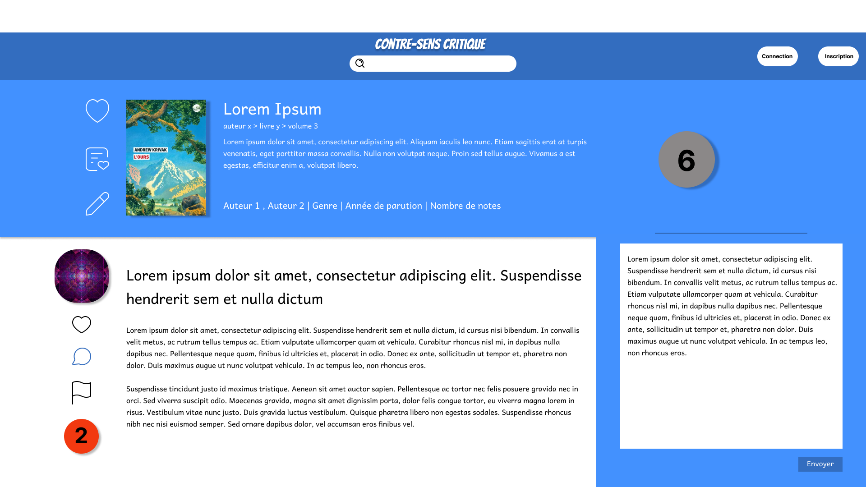 CONTRE-SENS CRITIQUE
Connection
Inscription
Lorem Ipsum
auteur x > livre y > volume 3
Lorem ipsum dolor sit amet, consectetur adipiscing elit. Aliquam iaculis leo nunc. Etiam sagittis erat at turpis
venenatis, eget porttitor massa convallis. Nulla non volutpat neque. Proin sed tellus augue. Vivamus a est
egestas, efficitur enim a, volutpat libero.
Auteur 1 , Auteur 2 | Genre | Année de parution | Nombre de notes
ANDREW KRIVAK
L'OURS
6
Lorem ipsum dolor sit amet, consectetur adipiscing elit. Suspendisse
hendrerit sem et nulla dictum
Lorem ipsum dolor sit amet, consectetur adipiscing elit. Suspendisse hendrerit sem et nulla dictum, id cursus nisi bibendum. In convallis
velit metus, ac rutrum tellus tempus ac. Etiam vulputate ullamcorper quam at vehicula. Curabitur rhoncus nisl mi, in dapibus nulla
dapibus nec. Pellentesque neque quam, finibus id ultricies et, placerat in odio. Donec ex ante, sollicitudin ut tempor et, pharetra non
dolor. Duis maximus augue ut nunc vulputate euismod. In ac tempus leo, non rhoncus eros.
Suspendisse tincidunt justo id maximus tristique. Aenean sit amet auctor sapien. Pellentesque ac tortor nec felis posuere gravida nec in
orci. Sed viverra suscipit odio. Maecenas gravida, magna sit amet dignissim porta, dolor felis congue tortor, eu viverra magna lorem in
risus. Vestibulum vitae nunc justo. Duis gravida luctus vestibulum. Quisque pharetra libero non egestas sodales. Suspendisse rhoncus
nibh nec nisi euismod semper. Sed ornare dapibus dolor, vel accumsan eros finibus vel.
2
Lorem ipsum dolor sit amet, consectetur adipiscing elit.
Suspendisse hendrerit sem et nulla dictum, id cursus nisi
bibendum. In convallis velit metus, ac rutrum tellus tempus ac.
Etiam vulputate ullamcorper quam at vehicula. Curabitur
rhoncus nisl mi, in dapibus nulla dapibus nec. Pellentesque
neque quam, finibus id ultricies et, placerat in odio. Donec ex
ante, sollicitudin ut tempor et, pharetra non dolor. Duis
maximus augue ut nunc vulputate euismod. In ac tempus leo,
non rhoncus eros.
Envoyer